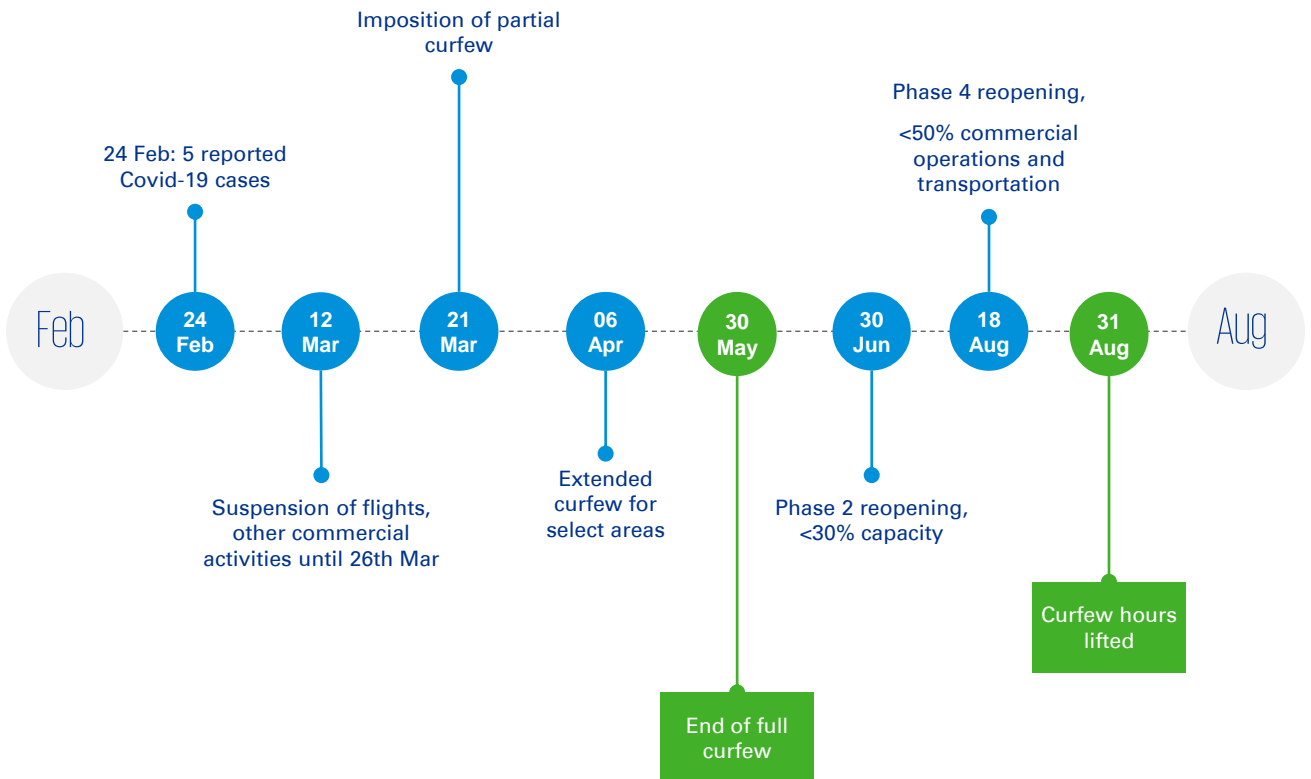 Imposition of partial
curfew
Phase 4 reopening,
<50% commercial
operations and
transportation
24 Feb: 5 reported
Covid-19 cases
Feb
24
Feb
12
Mar
21
Mar
06
Apr
30
May
30
Jun
18
Aug
31
Aug
Aug
Suspension of flights,
other commercial
activities until 26th Mar
Extended
curfew for
select areas
Phase 2 reopening,
<30% capacity
Curfew hours
lifted
End of full
curfew